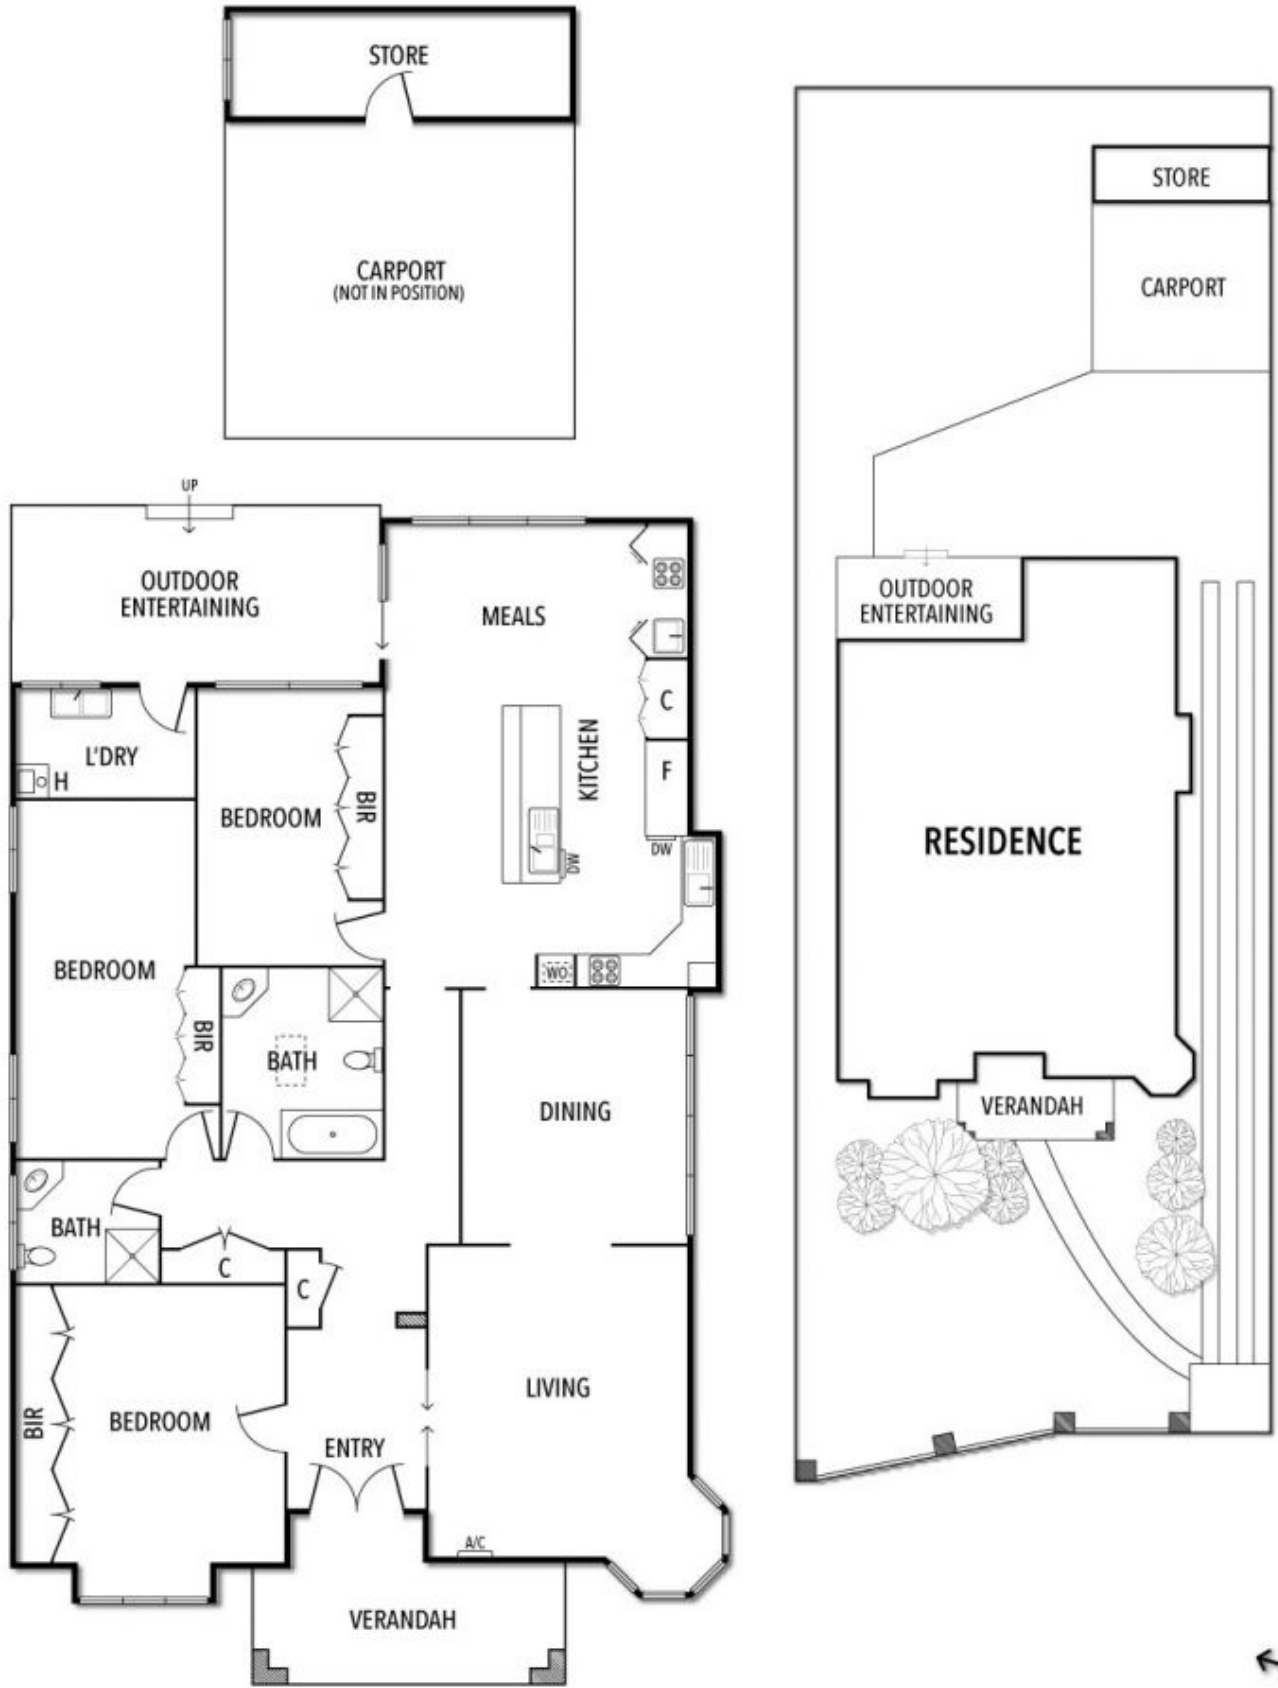 STORE
CARPORT
(NOT IN POSITION)
UP
OUTDOOR
ENTERTAINING
MEALS
L'DRY
H
BEDROOM
BIR
KITCHEN
C
F
DW
DW
WO
BEDROOM
BIR
BATH
DINING
BATH
C
C
BIR
BEDROOM
ENTRY
LIVING
A/C
VERANDAH
STORE
CARPORT
OUTDOOR
ENTERTAINING
RESIDENCE
VERANDAH